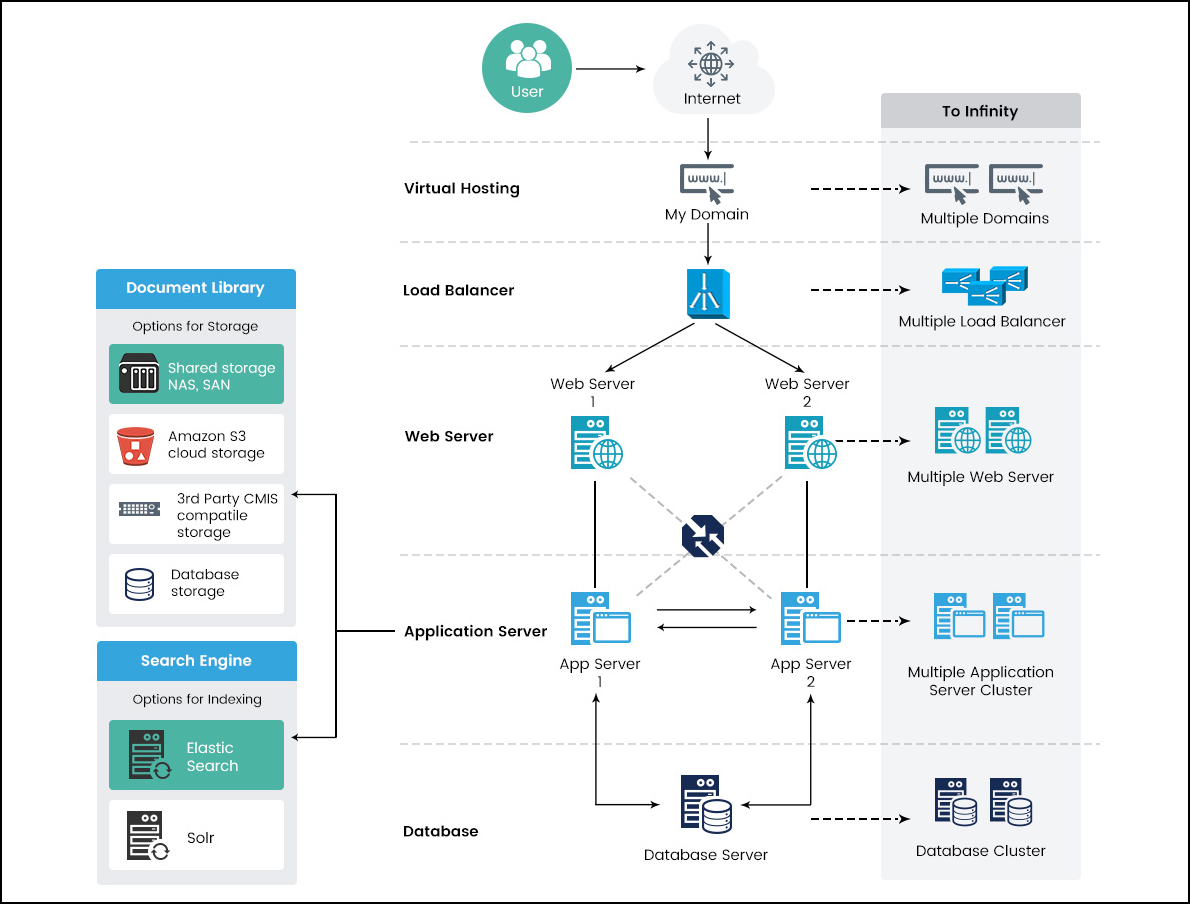 User
Internet
To Infinity
Virtual Hosting
www.
My Domain
www.
www.
Multiple Domains
Load Balancer
Multiple Load Balancer
Web Server
1
Web Server
2
Web Server
Multiple Web Server
Application Server
App Server
1
App Server
2
Multiple Application
Server Cluster
Database
Database Server
Database Cluster
Document Library
Options for Storage
Shared storage
NAS, SAN
Amazon S3
cloud storage
3rd Party CMIS
compatile
storage
Database
storage
Search Engine
Options for Indexing
Elastic
Search
Solr